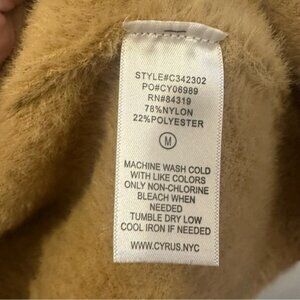 STYLE#C342302
PO#CY06989
RN#84319
78%NYLON
22%POLYESTER
M
MACHINE WASH COLD
WITH LIKE COLORS
ONLY NON-CHLORINE
BLEACH WHEN
NEEDED
TUMBLE DRY LOW
COOL IRON IF NEEDED
WWW.CYRUS.NYC